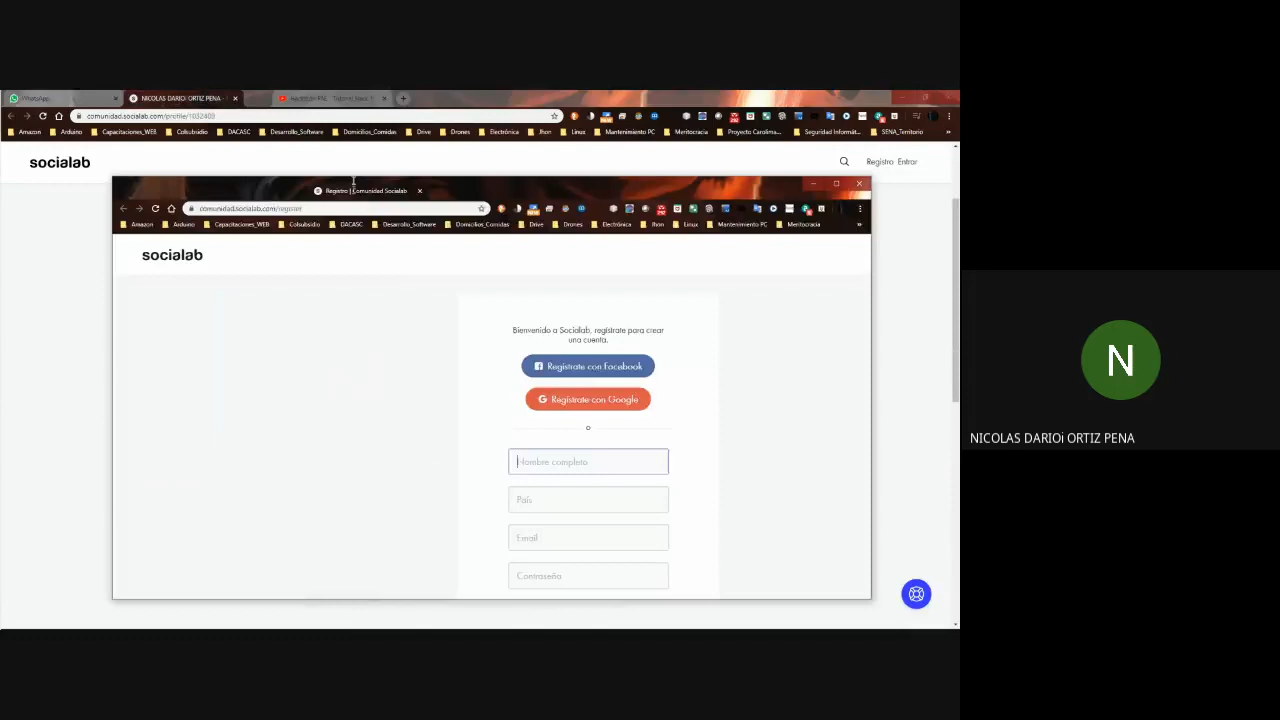 WhatsApp
NICOLAS DARIOi ORTIZ PENA -
comunidad.socialab.com/profile/1032409
Amazon Arduino Capacitaciones_WEB Colsubsidio DACASC Desarrollo_Software Domicilios_Comidas Drive Drones Electrónica Jhon Linux Mantenimiento PC Meritocracia Proyecto Carolima... Seguridad Informát... SENA_Territorio
socialab
Registro Entrar
Registro | Comunidad Socialab
comunidad.socialab.com/register
Amazon Arduino Capacitaciones_WEB Colsubsidio DACASC Desarrollo_Software Domicilios_Comidas Drive Drones Electrónica Jhon Linux Mantenimiento PC Meritocracia
socialab
Bienvenido a Socialab, regístrate para crear
una cuenta.
Regístrate con Facebook
G Regístrate con Google
o
Nombre completo
País
Email
Contraseña
N
NICOLAS DARIOi ORTIZ PENA